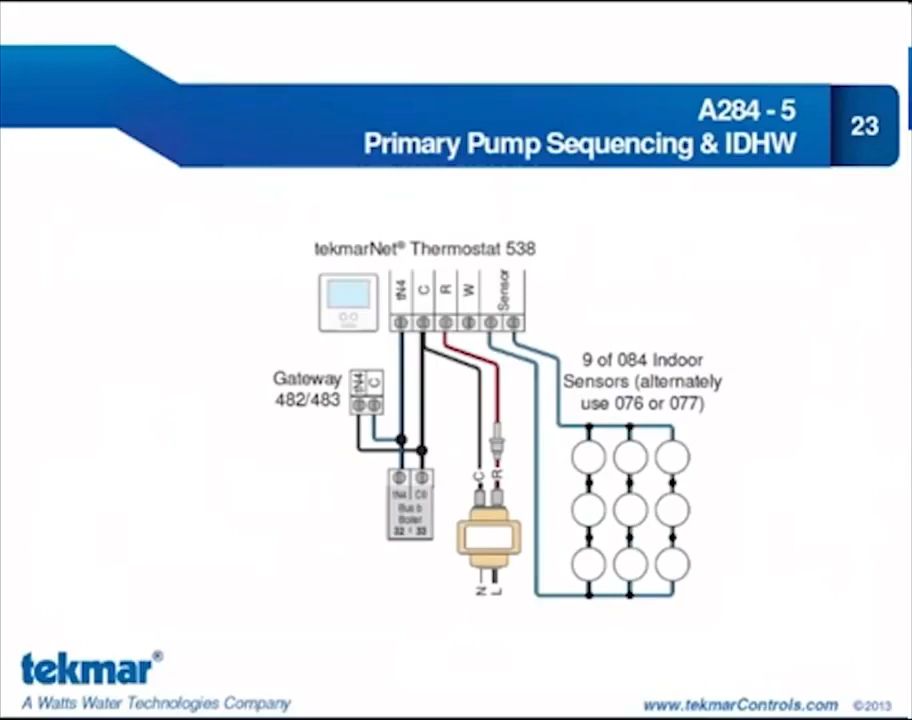 A284 - 5
Primary Pump Sequencing & IDHW
23
tekmarNet® Thermostat 538
tN4 C R W Sensor
Gateway
482/483
tN4 C
9 of 084 Indoor
Sensors (alternately
use 076 or 077)
C R
tN4 C0
Bus b
Boiler
32 33
N L
tekmar®
A Watts Water Technologies Company
www.tekmarControls.com ©2013